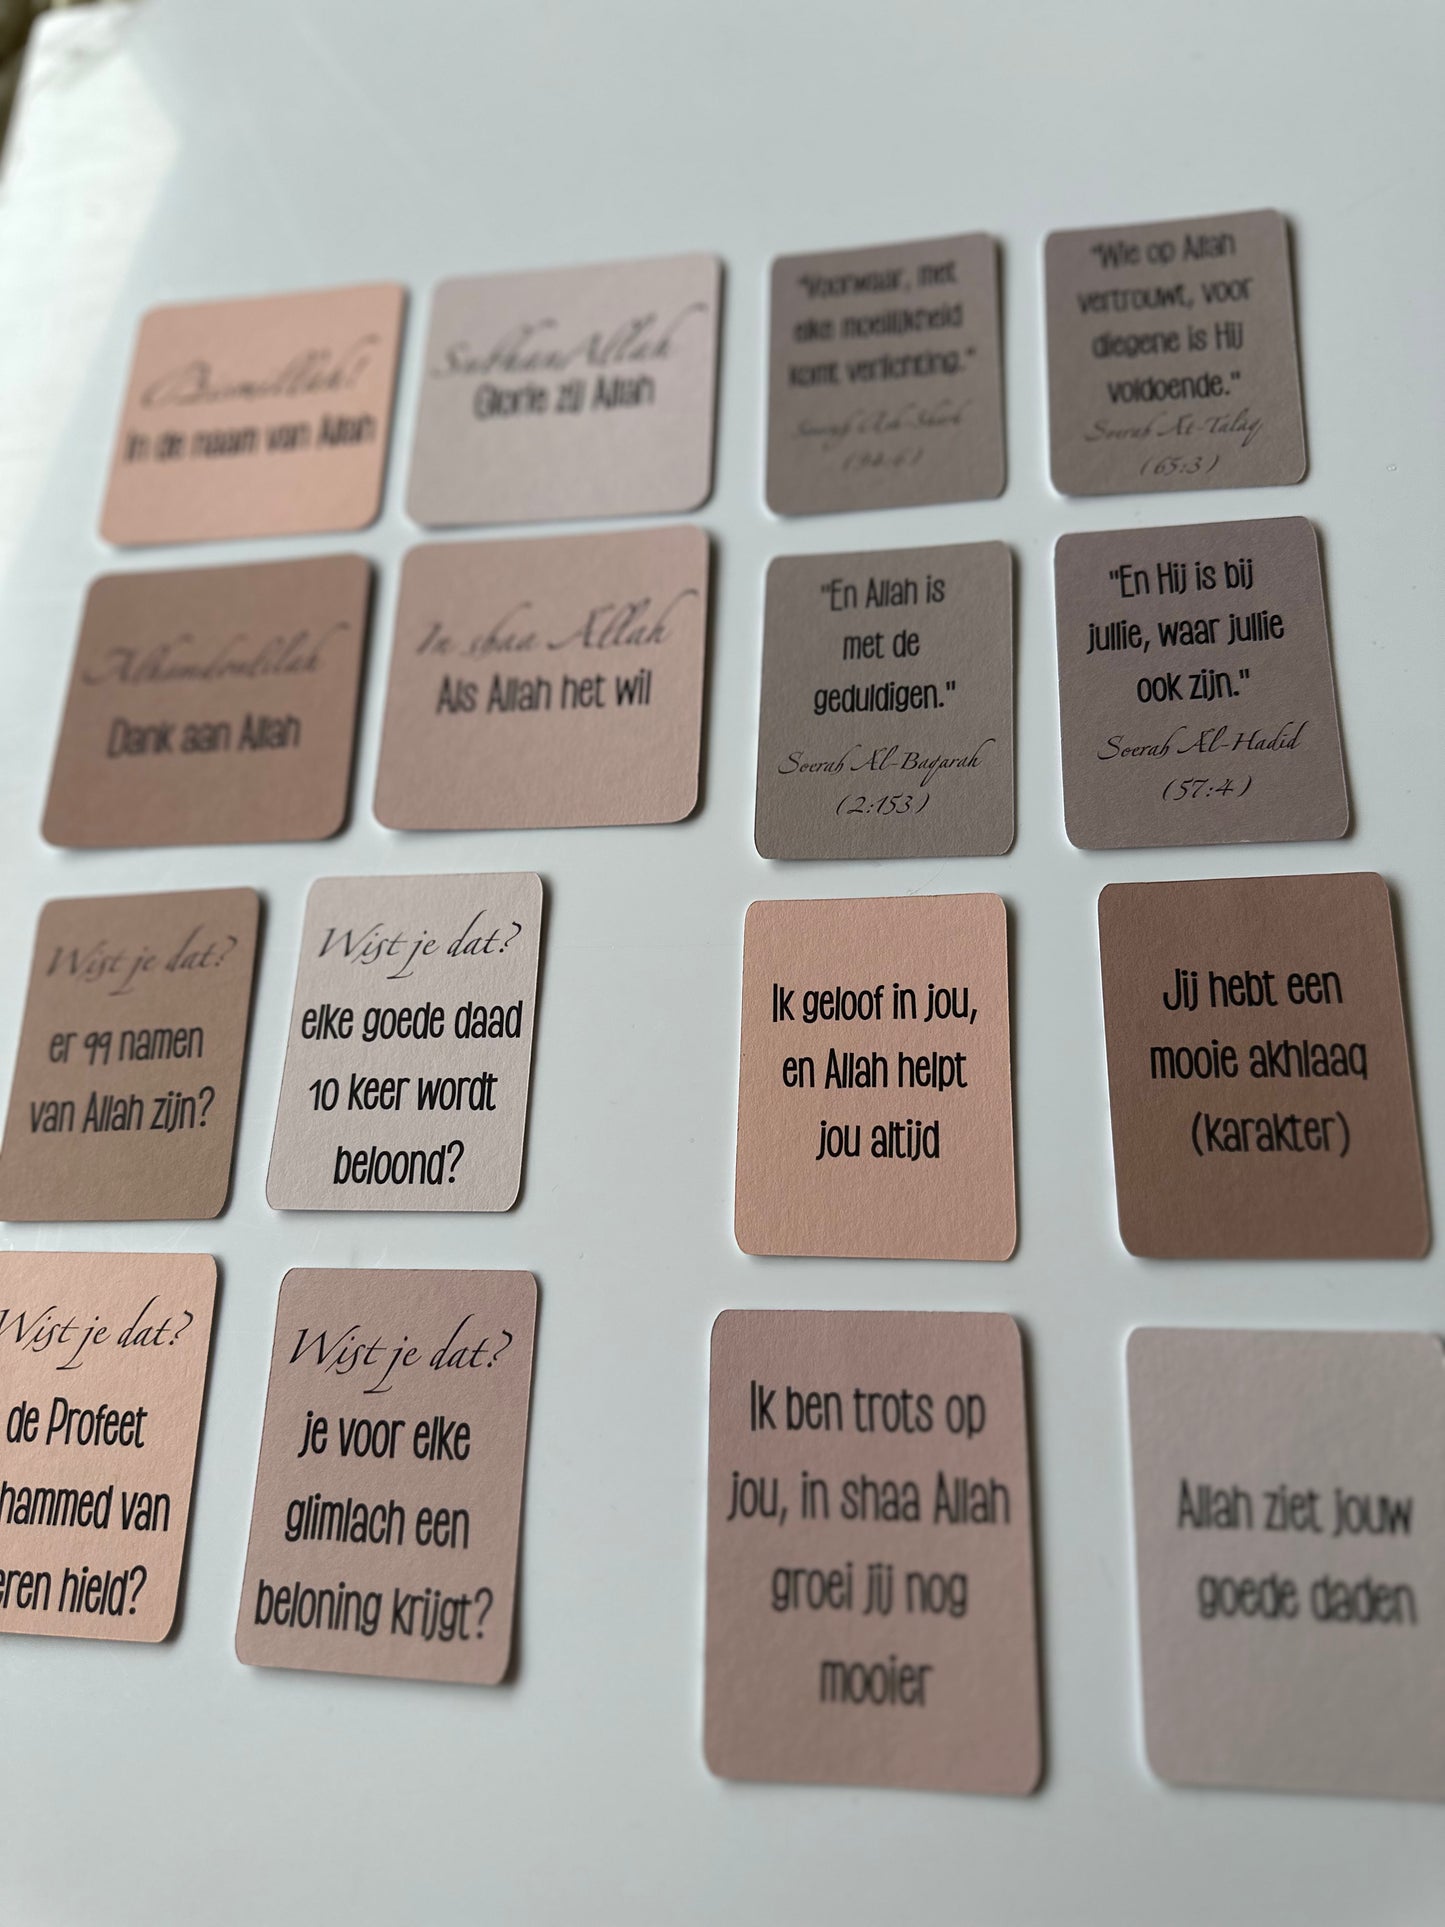 Bismillah!
In de naam van Allah
SubhanAllah
Glorie zij Allah
"Voorwaar, met
elke moeilijkheid
komt verlichting."
Soerah Ash-Sharh
(94:6)
"Wie op Allah
vertrouwt, voor
diegene is Hij
voldoende."
Soerah At-Talaq
(65:3)
Alhamdoulilah
Dank aan Allah
In shaa Allah
Als Allah het wil
"En Allah is
met de
geduldigen."
Soerah Al-Baqarah
(2:153)
"En Hij is bij
jullie, waar jullie
ook zijn."
Soerah Al-Hadid
(57:4)
Wist je dat?
er 99 namen
van Allah zijn?
Wist je dat?
elke goede daad
10 keer wordt
beloond?
Ik geloof in jou,
en Allah helpt
jou altijd
Jij hebt een
mooie akhlaaq
(karakter)
Wist je dat?
de Profeet
hammed van
eren hield?
Wist je dat?
je voor elke
glimlach een
beloning krijgt?
Ik ben trots op
jou, in shaa Allah
groei jij nog
mooier
Allah ziet jouw
goede daden